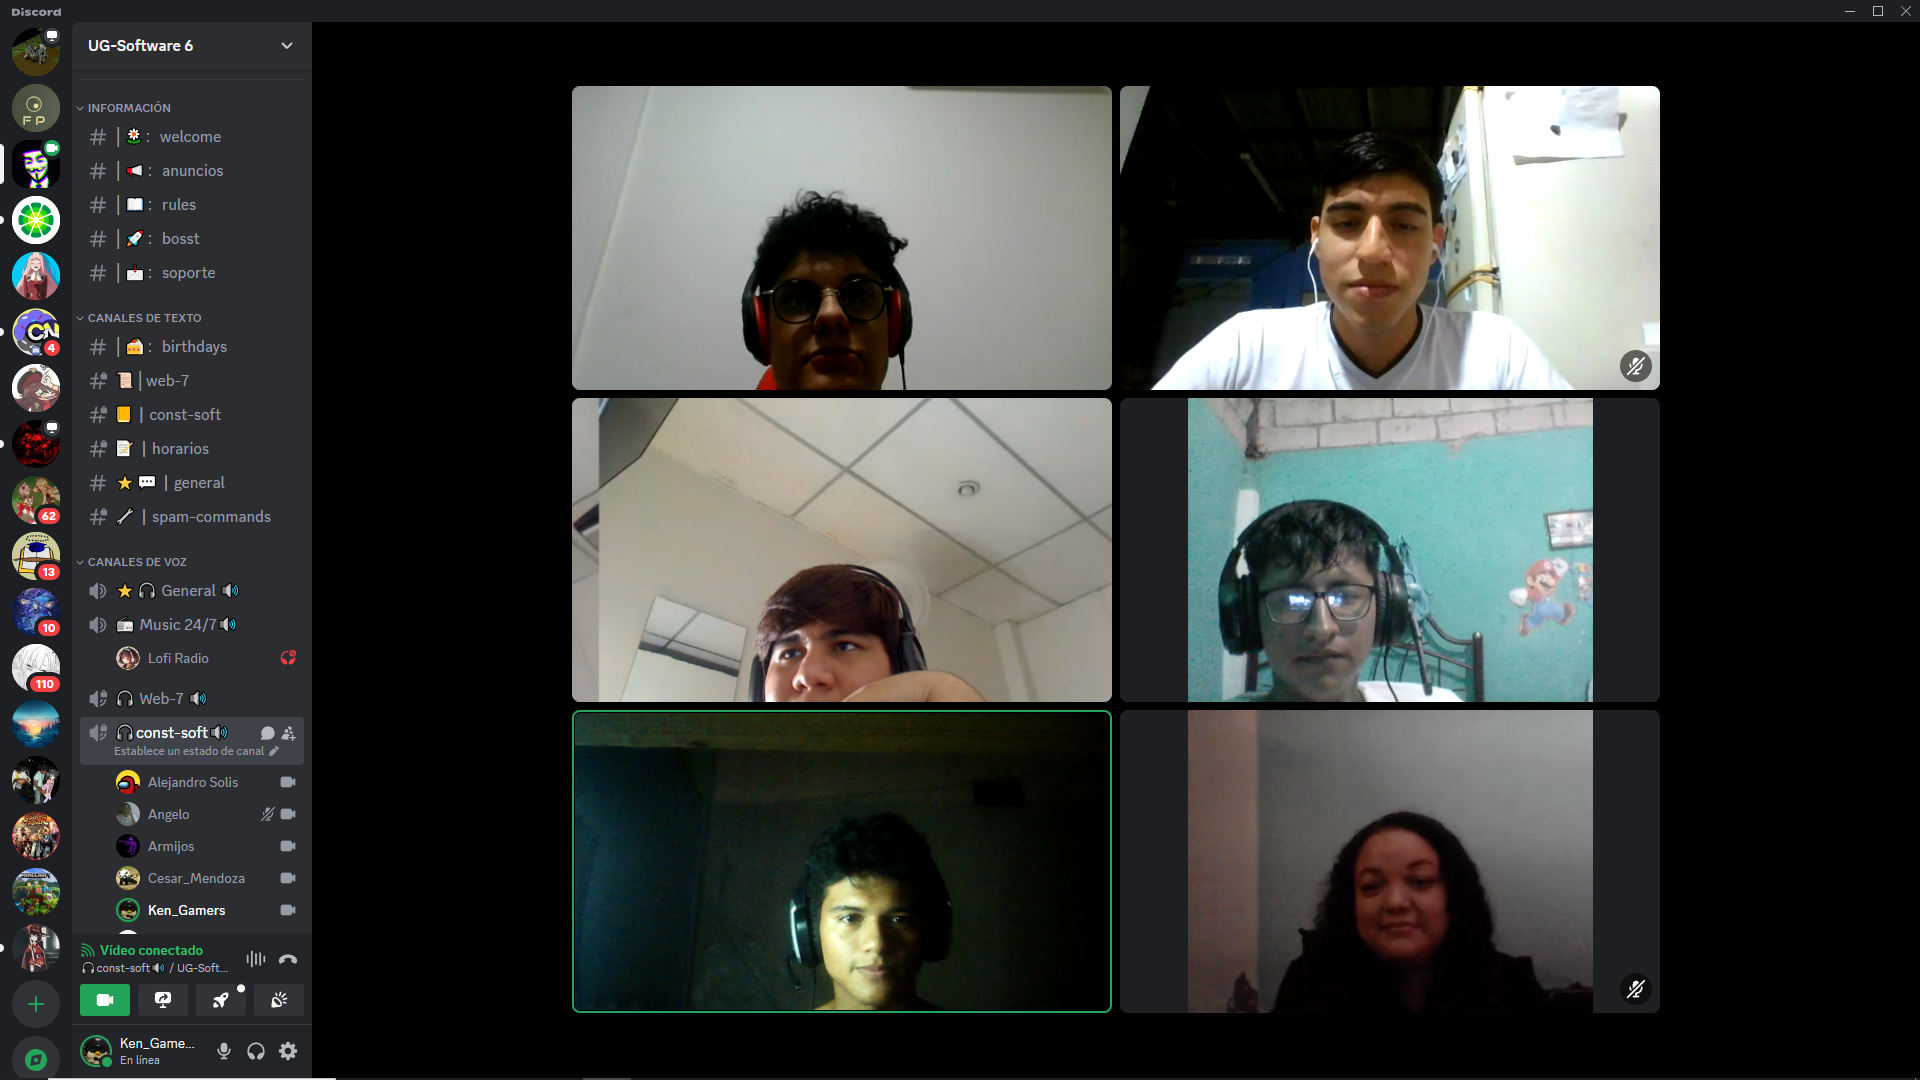 Discord
UG-Software 6
INFORMACIÓN
# | : welcome
# | : anuncios
# | : rules
# | : bosst
# | : soporte
CANALES DE TEXTO
# | : birthdays
# | web-7
# | const-soft
# | horarios
# | general
# | spam-commands
CANALES DE VOZ
General
Music 24/7
Lofi Radio
Web-7
const-soft
Establece un estado de canal
Alejandro Solis
Angelo
Armijos
Cesar_Mendoza
Ken_Gamers
Vídeo conectado
const-soft / UG-Soft...
Ken_Game...
En línea
FP
CN
4
62
13
10
110